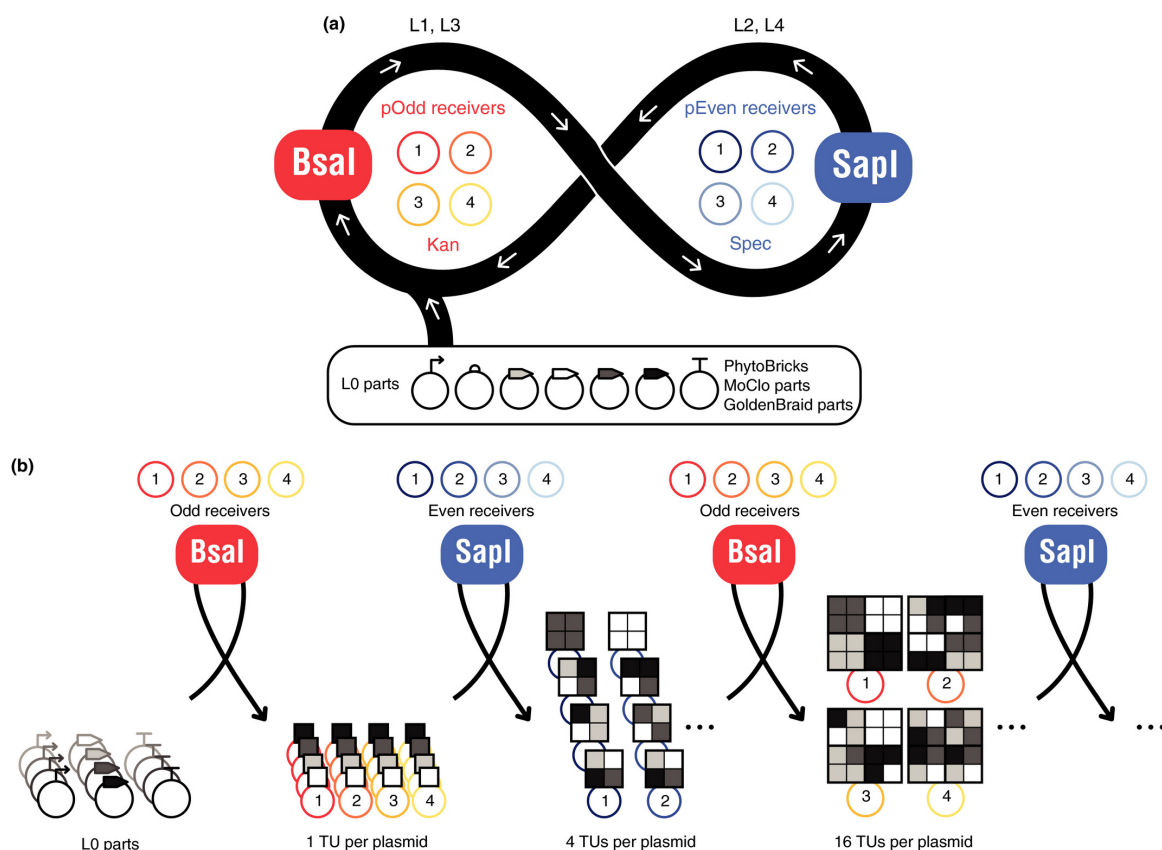 (a)
L1, L3
L2, L4
pOdd receivers
pEven receivers
1
2
1
2
BsaI
SapI
3
4
3
4
Kan
Spec
L0 parts
PhytoBricks
MoClo parts
GoldenBraid parts
(b)
1 2 3 4
1 2 3 4
1 2 3 4
1 2 3 4
Odd receivers
Even receivers
Odd receivers
Even receivers
BsaI
SapI
BsaI
SapI
1
2
...
3
4
...
...
1 2 3 4
1 2
L0 parts
1 TU per plasmid
4 TUs per plasmid
16 TUs per plasmid